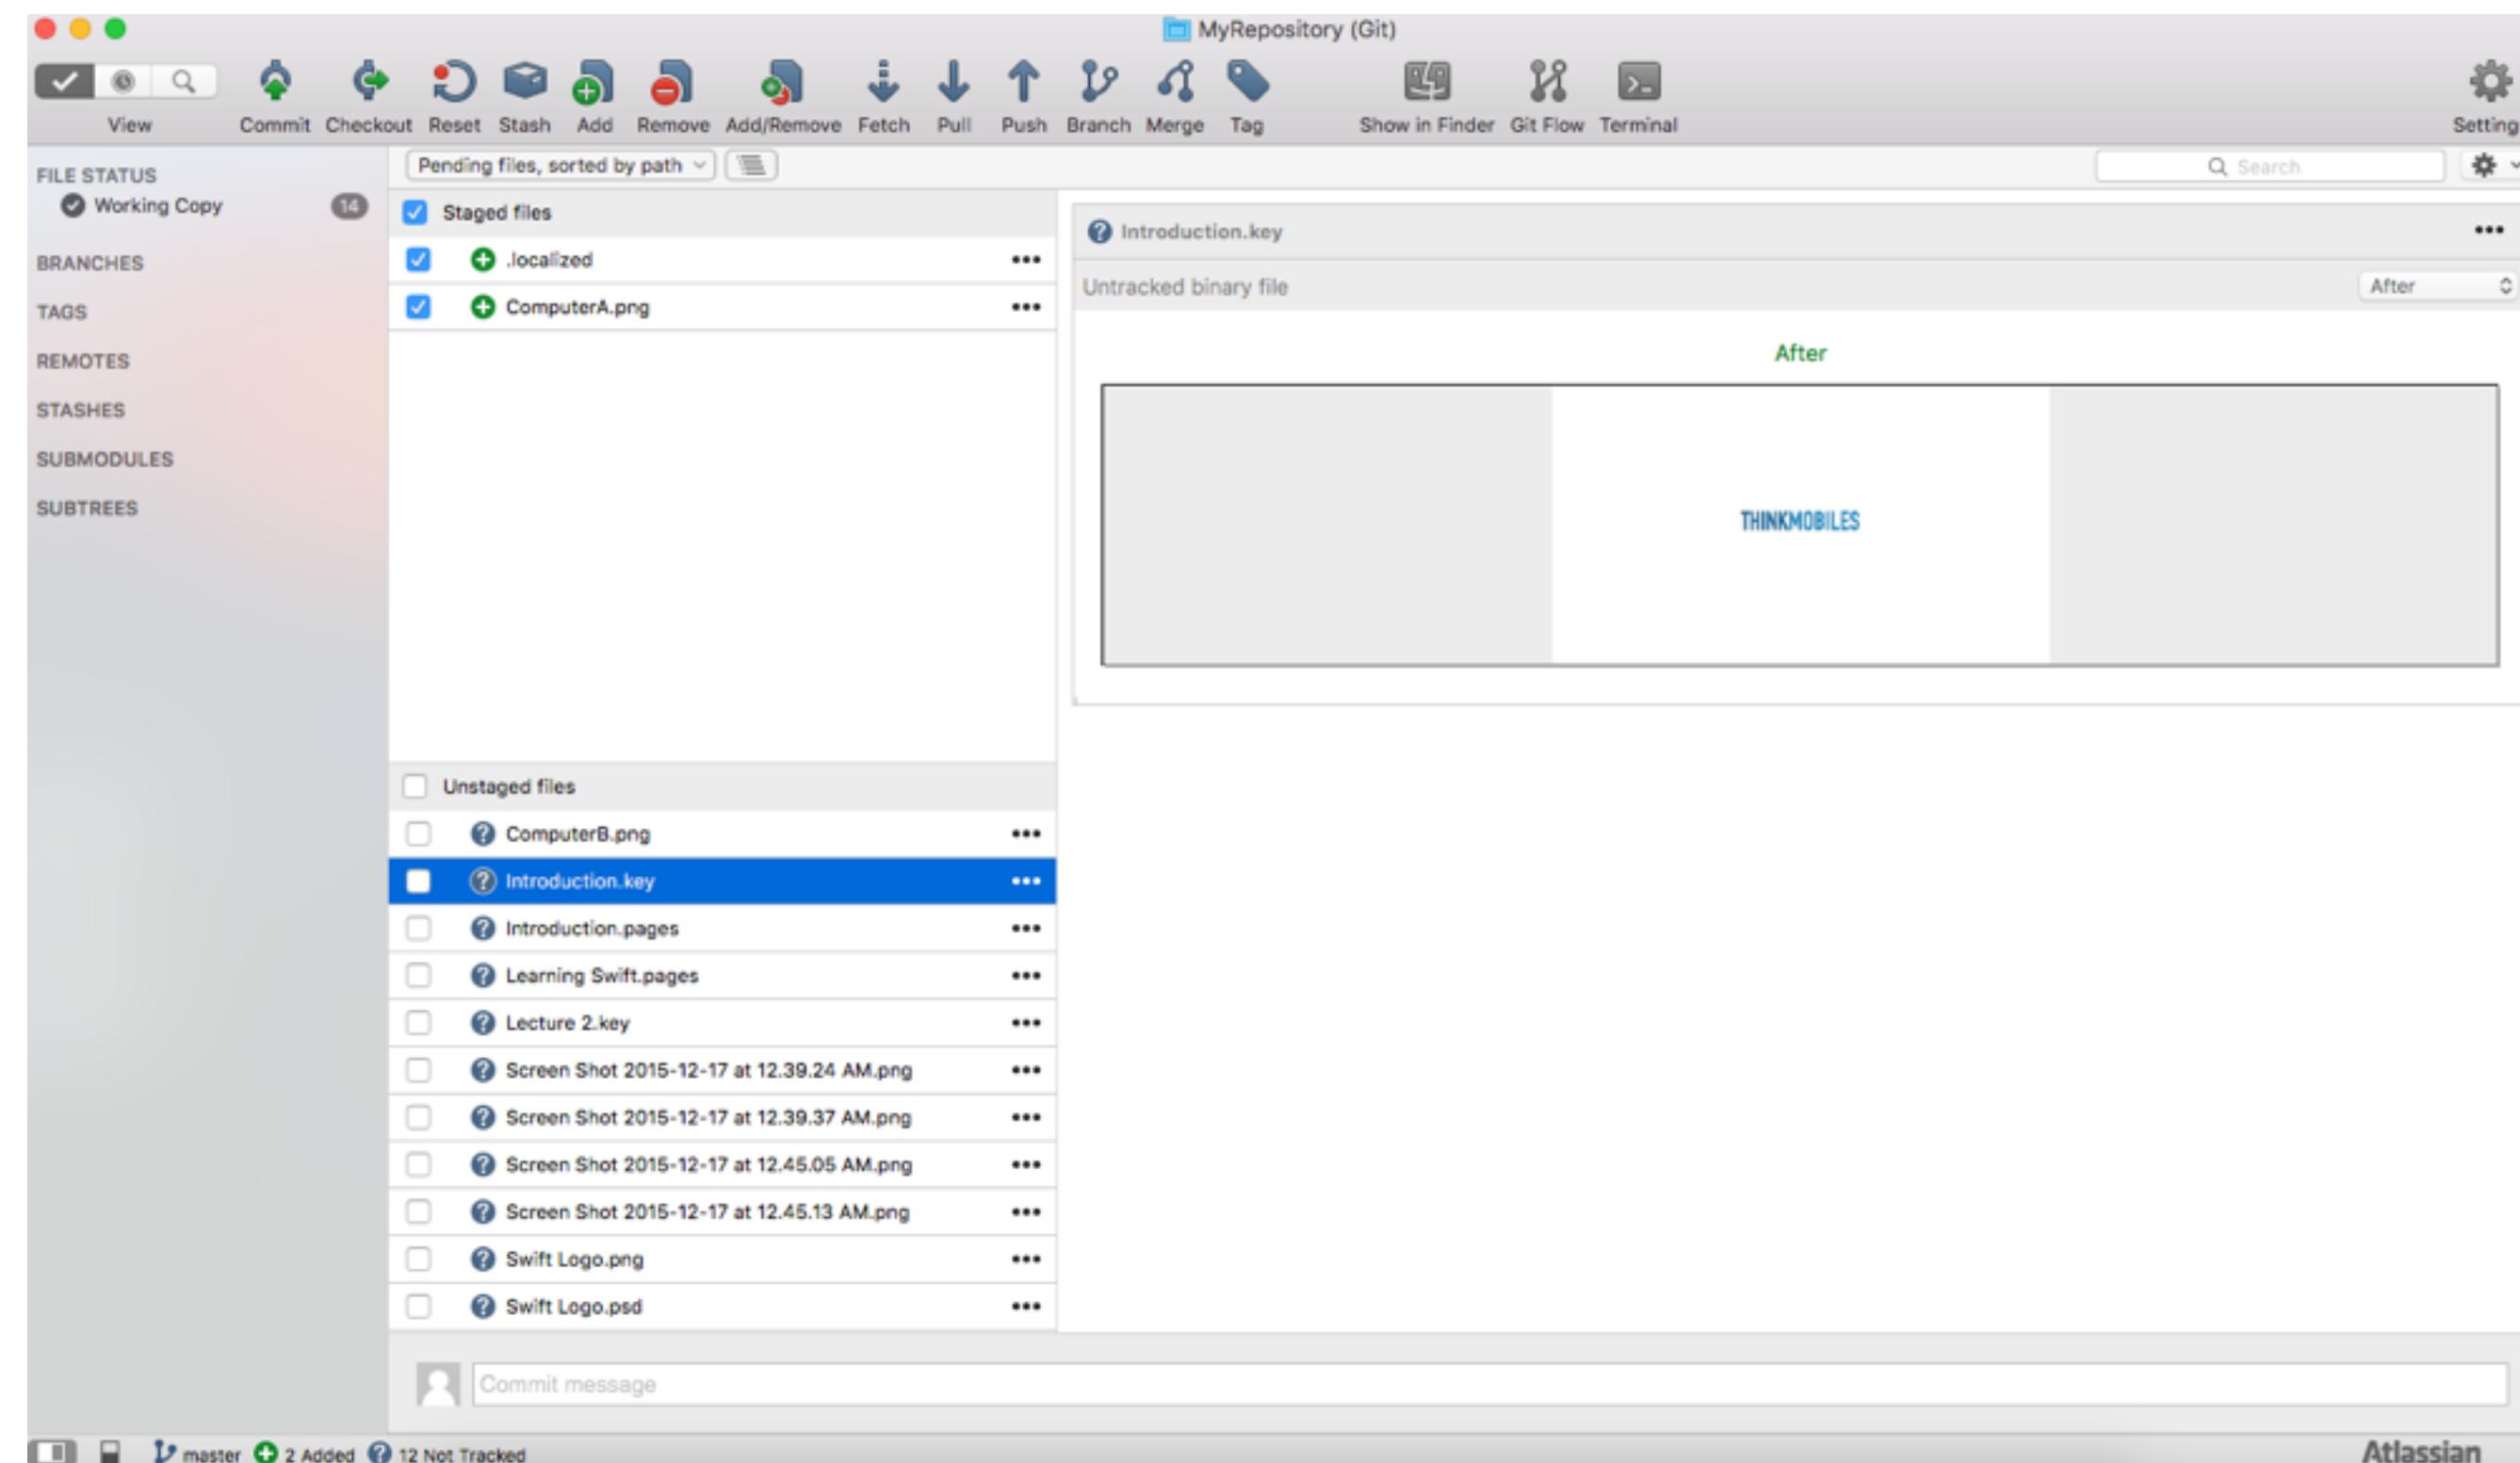 MyRepository (Git)
View Commit Checkout Reset Stash Add Remove Add/Remove Fetch Pull Push Branch Merge Tag Show in Finder Git Flow Terminal Setting
FILE STATUS
Working Copy 14
BRANCHES
TAGS
REMOTES
STASHES
SUBMODULES
SUBTREES
Pending files, sorted by path
Search
Staged files
.localized
ComputerA.png
Unstaged files
ComputerB.png
Introduction.key
Introduction.pages
Learning Swift.pages
Lecture 2.key
Screen Shot 2015-12-17 at 12.39.24 AM.png
Screen Shot 2015-12-17 at 12.39.37 AM.png
Screen Shot 2015-12-17 at 12.45.05 AM.png
Screen Shot 2015-12-17 at 12.45.13 AM.png
Swift Logo.png
Swift Logo.psd
Introduction.key
Untracked binary file
After
After
THINKMOBILES
Commit message
master 2 Added 12 Not Tracked
Atlassian